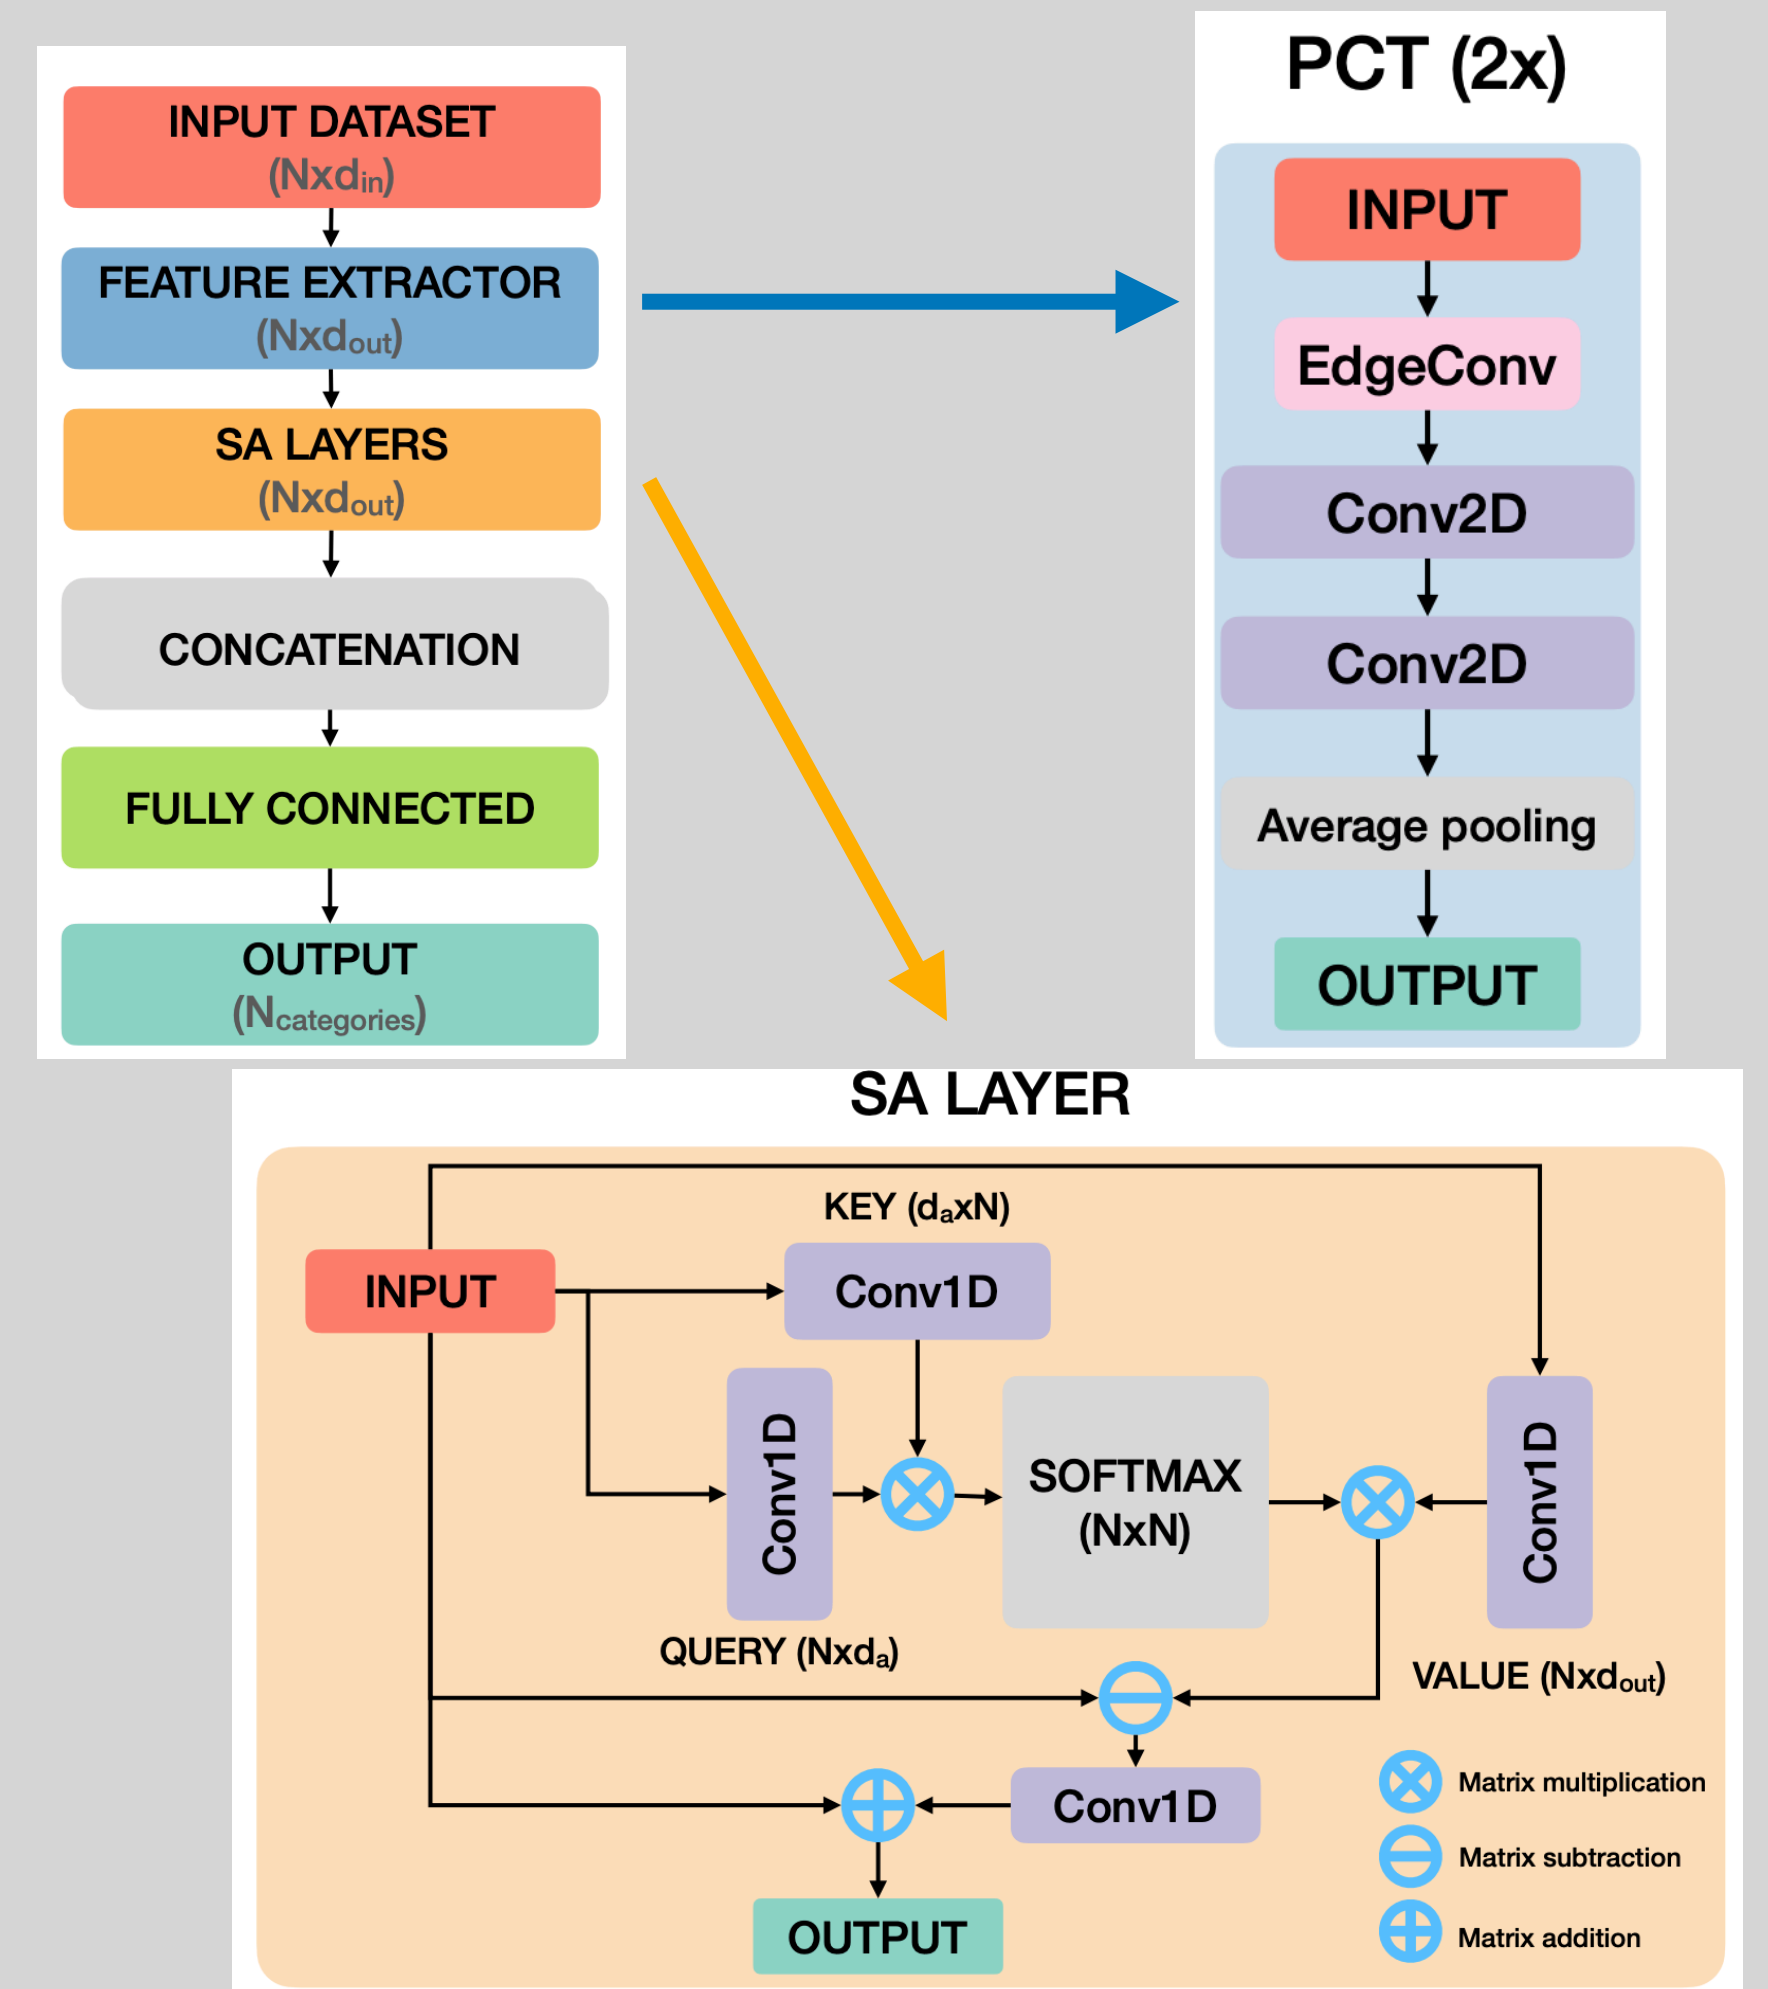 INPUT DATASET
(Nxdin)
FEATURE EXTRACTOR
(Nxdout)
SA LAYERS
(Nxdout)
CONCATENATION
FULLY CONNECTED
OUTPUT
(Ncategories)
PCT (2x)
INPUT
EdgeConv
Conv2D
Conv2D
Average pooling
OUTPUT
SA LAYER
KEY (daxN)
INPUT
Conv1D
Conv1D
SOFTMAX
(NxN)
Conv1D
QUERY (Nxda)
VALUE (Nxdout)
Conv1D
OUTPUT
Matrix multiplication
Matrix subtraction
Matrix addition